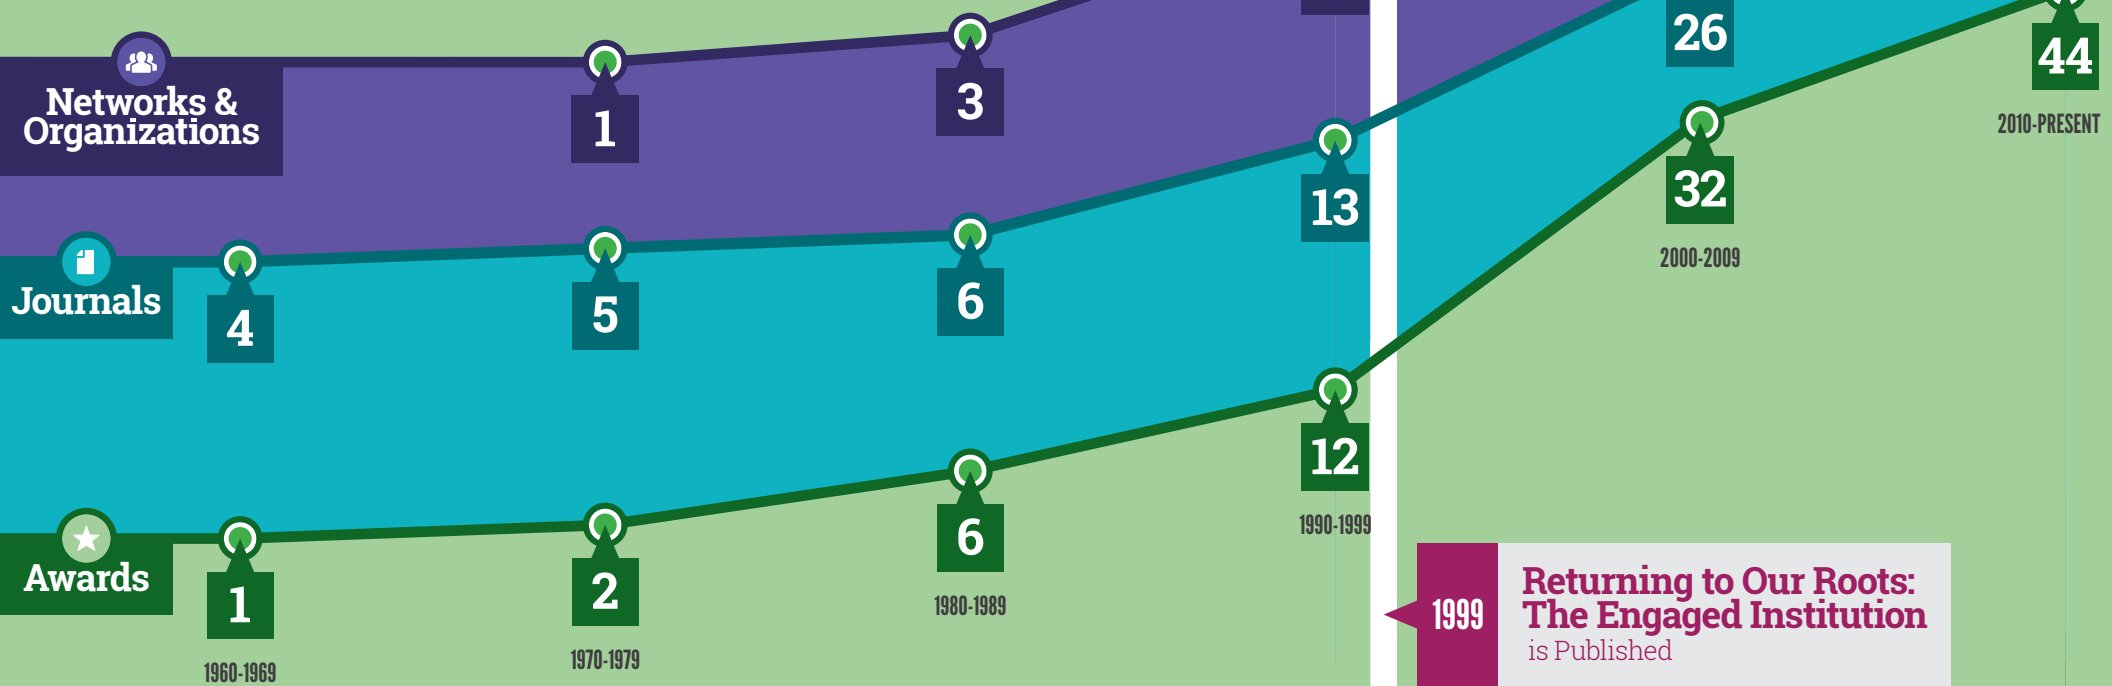 Networks &
Organizations
1
3
26
44
2010-PRESENT
Journals
4
5
6
13
32
2000-2009
Awards
1
2
6
12
1960-1969
1970-1979
1980-1989
1990-1999
1999
Returning to Our Roots:
The Engaged Institution
is Published